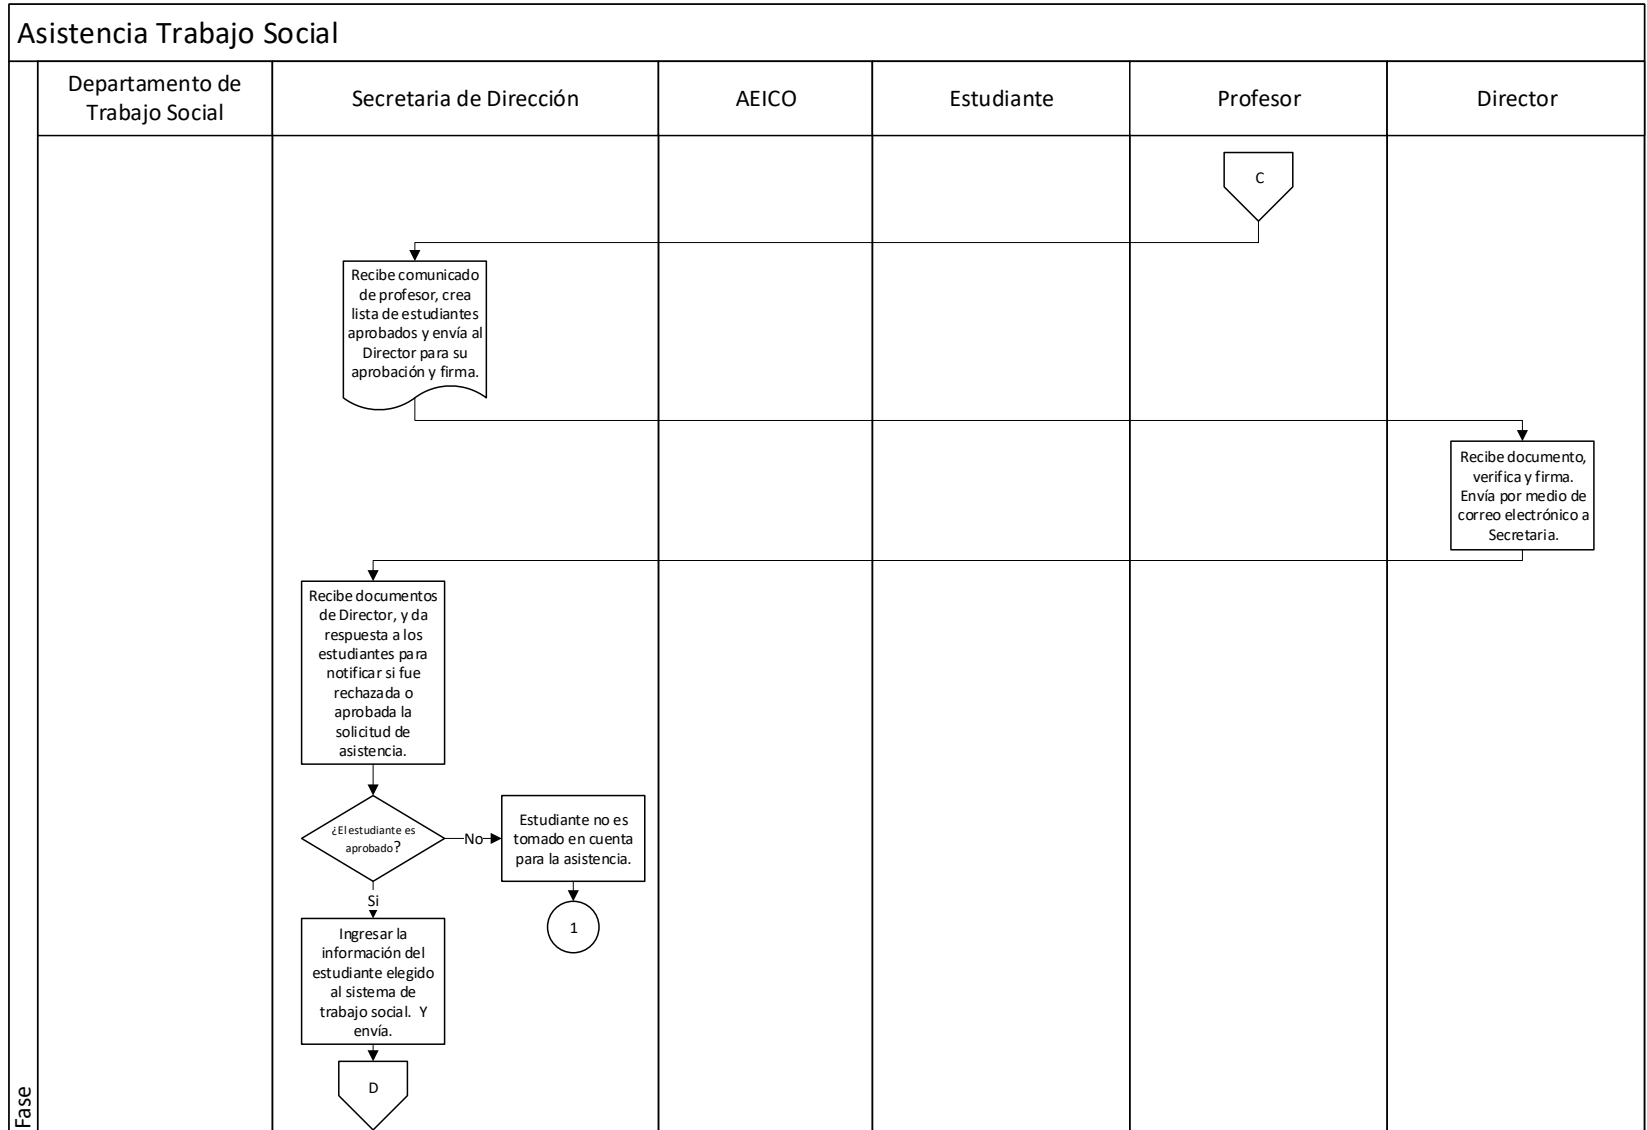 Asistencia Trabajo Social
Departamento de
Trabajo Social
Secretaria de Dirección
AEICO
Estudiante
Profesor
Director
C
Recibe comunicado
de profesor, crea
lista de estudiantes
aprobados y envía al
Director para su
aprobación y firma.
Recibe documento,
verifica y firma.
Envía por medio de
correo electrónico a
Secretaria.
Recibe documentos
de Director, y da
respuesta a los
estudiantes para
notificar si fue
rechazada o
aprobada la
solicitud de
asistencia.
¿El estudiante es
aprobado?
No
Estudiante no es
tomado en cuenta
para la asistencia.
Si
1
Ingresar la
información del
estudiante elegido
al sistema de
trabajo social. Y
envía.
D
Fase